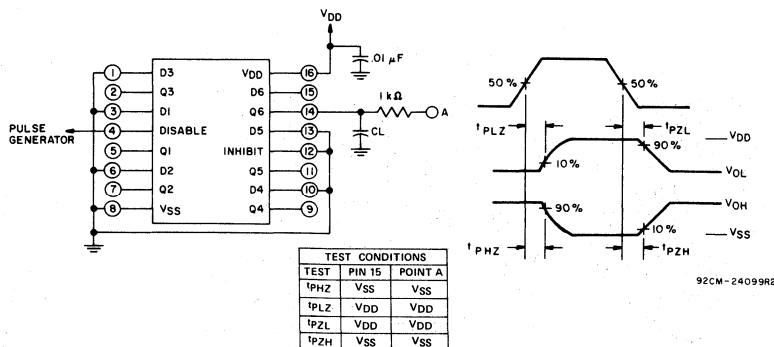 VDD
.01 μF
1 D3 VDD 16
2 Q3 D6 15
1 kΩ
3 D1 Q6 14 A
PULSE GENERATOR 4 DISABLE D5 13 CL
5 Q1 INHIBIT 12
6 D2 Q5 11
7 Q2 D4 10
8 VSS Q4 9
50% 50%
tPLZ tPZL VDD
90%
10%
VOL
VOH
90%
10% VSS
tPHZ tPZH
92CM-24099R2
TEST CONDITIONS
TEST PIN 15 POINT A
tPHZ VSS VSS
tPLZ VDD VDD
tPZL VDD VDD
tPZH VSS VSS